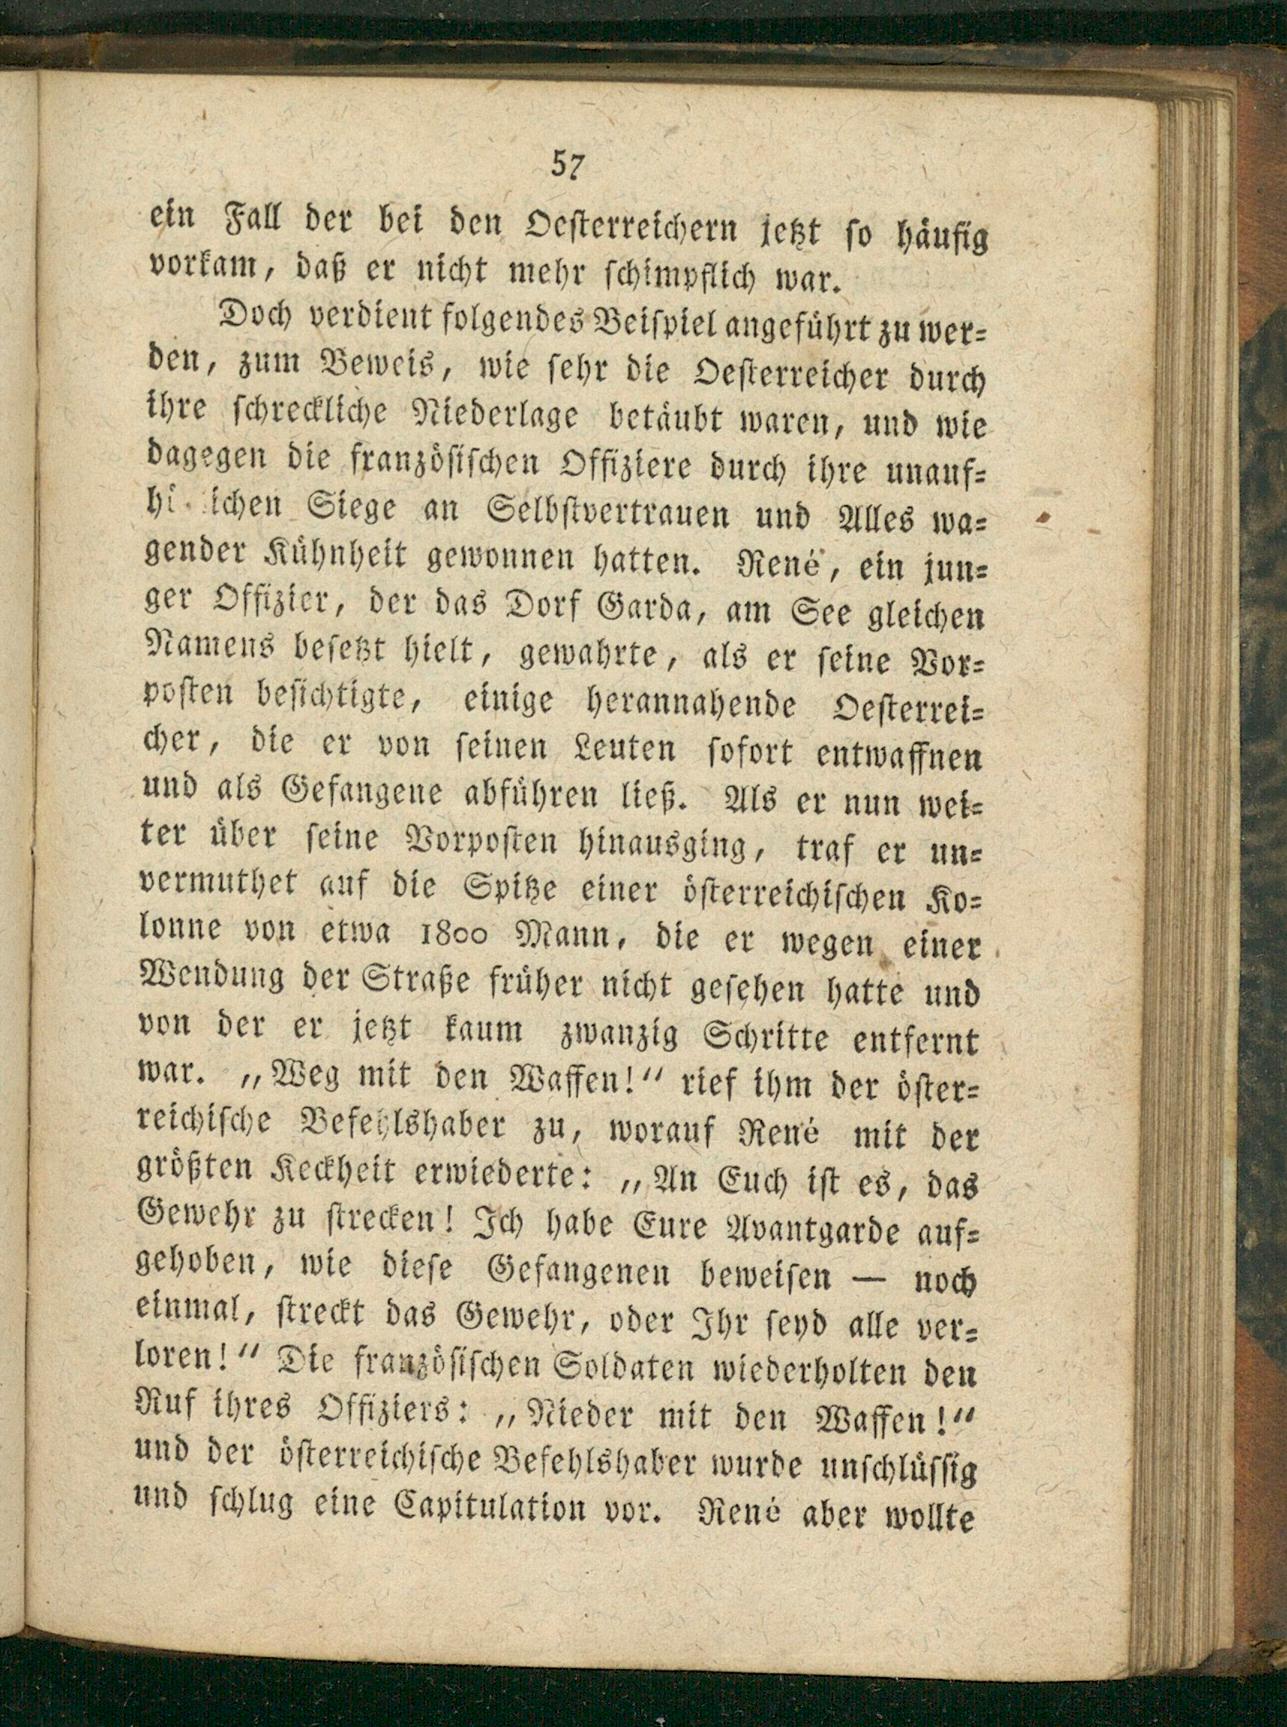 57
ein Fall der bei den Oesterreichern jetzt so häufig
vorkam, daß er nicht mehr schimpflich war.
Doch verdient folgendes Beispiel angeführt zu wer=
den, zum Beweis, wie sehr die Oesterreicher durch
ihre schreckliche Niederlage betäubt waren, und wie
dagegen die französischen Offiziere durch ihre unauf=
Siege an Selbstvertrauen und Alles wa=
gender Kühnheit gewonnen hatten. René, ein jun=
ger Offizier, der das Dorf Garda, am See gleichen
Namens besetzt hielt, gewahrte, als er seine Vor=
posten besichtigte, einige herannahende Oesterrei=
cher, die er von seinen Leuten sofort entwaffnen
und als Gefangene abführen ließ. Als er nun wei=
ter über seine Vorposten hinausging, traf er un=
vermuthet auf die Spitze einer österreichischen Ko=
lonne von etwa 1800 Mann, die er wegen einer
Wendung der Straße früher nicht gesehen hatte und
von der er jetzt kaum zwanzig Schritte entfernt
war. „Weg mit den Waffen!“ rief ihm der öster=
reichische Befehlshaber zu, worauf René mit der
größten Keckheit erwiederte: „An Euch ist es, das
Gewehr zu strecken! Ich habe Eure Avantgarde auf=
gehoben, wie diese Gefangenen beweisen — noch
einmal, streckt das Gewehr, oder Ihr seyd alle ver=
loren!“ Die französischen Soldaten wiederholten den
Ruf ihres Offiziers: „Nieder mit den Waffen!“
und der österreichische Befehlshaber wurde unschlüssig
und schlug eine Capitulation vor. René aber wollte